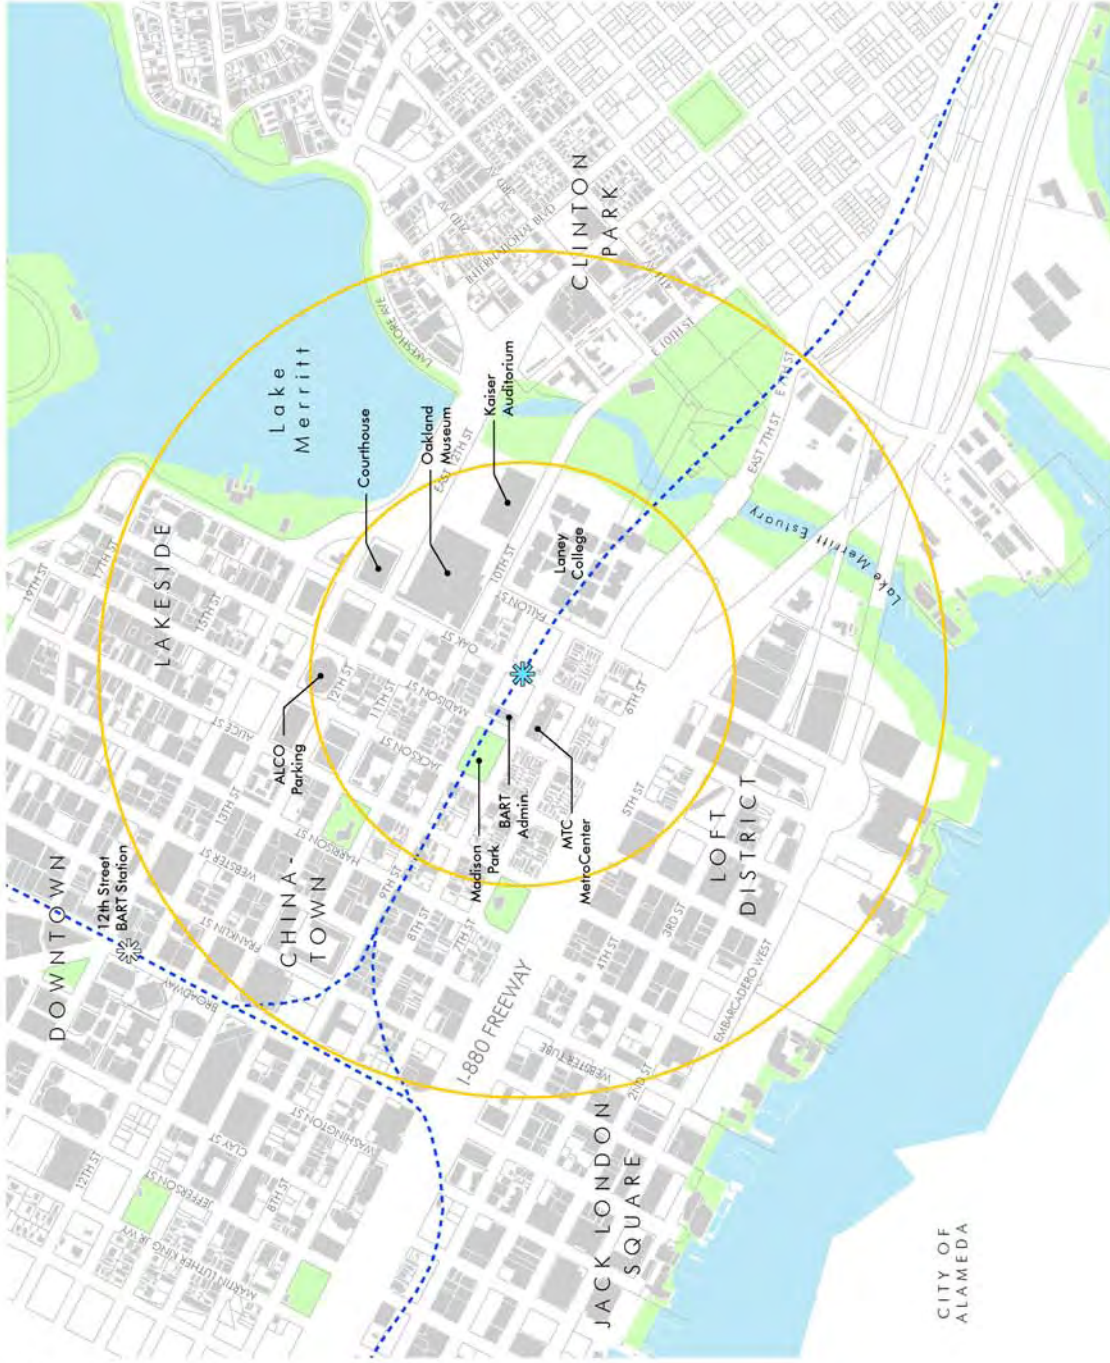 DOWNTOWN
12th Street
BART Station
LAKESIDE
CHINA-
TOWN
Lake
Merritt
CLINTON
PARK
LOFT
DISTRICT
JACK LONDON
SQUARE
CITY OF
ALAMEDA
ALCO
Parking
Courthouse
Oakland
Museum
Kaiser
Auditorium
Laney
College
Madison
Park
BART
Admin.
MTC
MetroCenter
Lake Merritt Estuary
I-880 FREEWAY
19TH ST
17TH ST
15TH ST
13TH ST
12TH ST
11TH ST
10TH ST
9TH ST
8TH ST
7TH ST
6TH ST
5TH ST
4TH ST
3RD ST
2ND ST
EMBARCADERO WEST
WEBSTER TUBE
BROADWAY
FRANKLIN ST
WEBSTER ST
HARRISON ST
JACKSON ST
MADISON ST
OAK ST
FALLON ST
WASHINGTON ST
CLAY ST
JEFFERSON ST
MARTIN LUTHER KING JR WY
12TH ST
8TH ST
LAKESHORE AVE
EAST 12TH ST
INTERNATIONAL BLVD
2ND AV
3RD AV
E 10TH ST
EAST 7TH ST
E 7TH ST